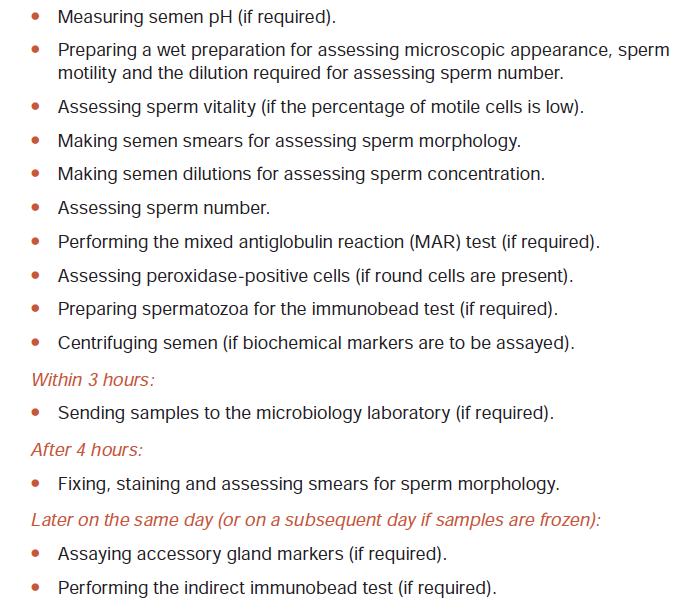 • Measuring semen pH (if required).
• Preparing a wet preparation for assessing microscopic appearance, sperm
motility and the dilution required for assessing sperm number.
• Assessing sperm vitality (if the percentage of motile cells is low).
• Making semen smears for assessing sperm morphology.
• Making semen dilutions for assessing sperm concentration.
• Assessing sperm number.
• Performing the mixed antiglobulin reaction (MAR) test (if required).
• Assessing peroxidase-positive cells (if round cells are present).
• Preparing spermatozoa for the immunobead test (if required).
• Centrifuging semen (if biochemical markers are to be assayed).
Within 3 hours:
• Sending samples to the microbiology laboratory (if required).
After 4 hours:
• Fixing, staining and assessing smears for sperm morphology.
Later on the same day (or on a subsequent day if samples are frozen):
• Assaying accessory gland markers (if required).
• Performing the indirect immunobead test (if required).